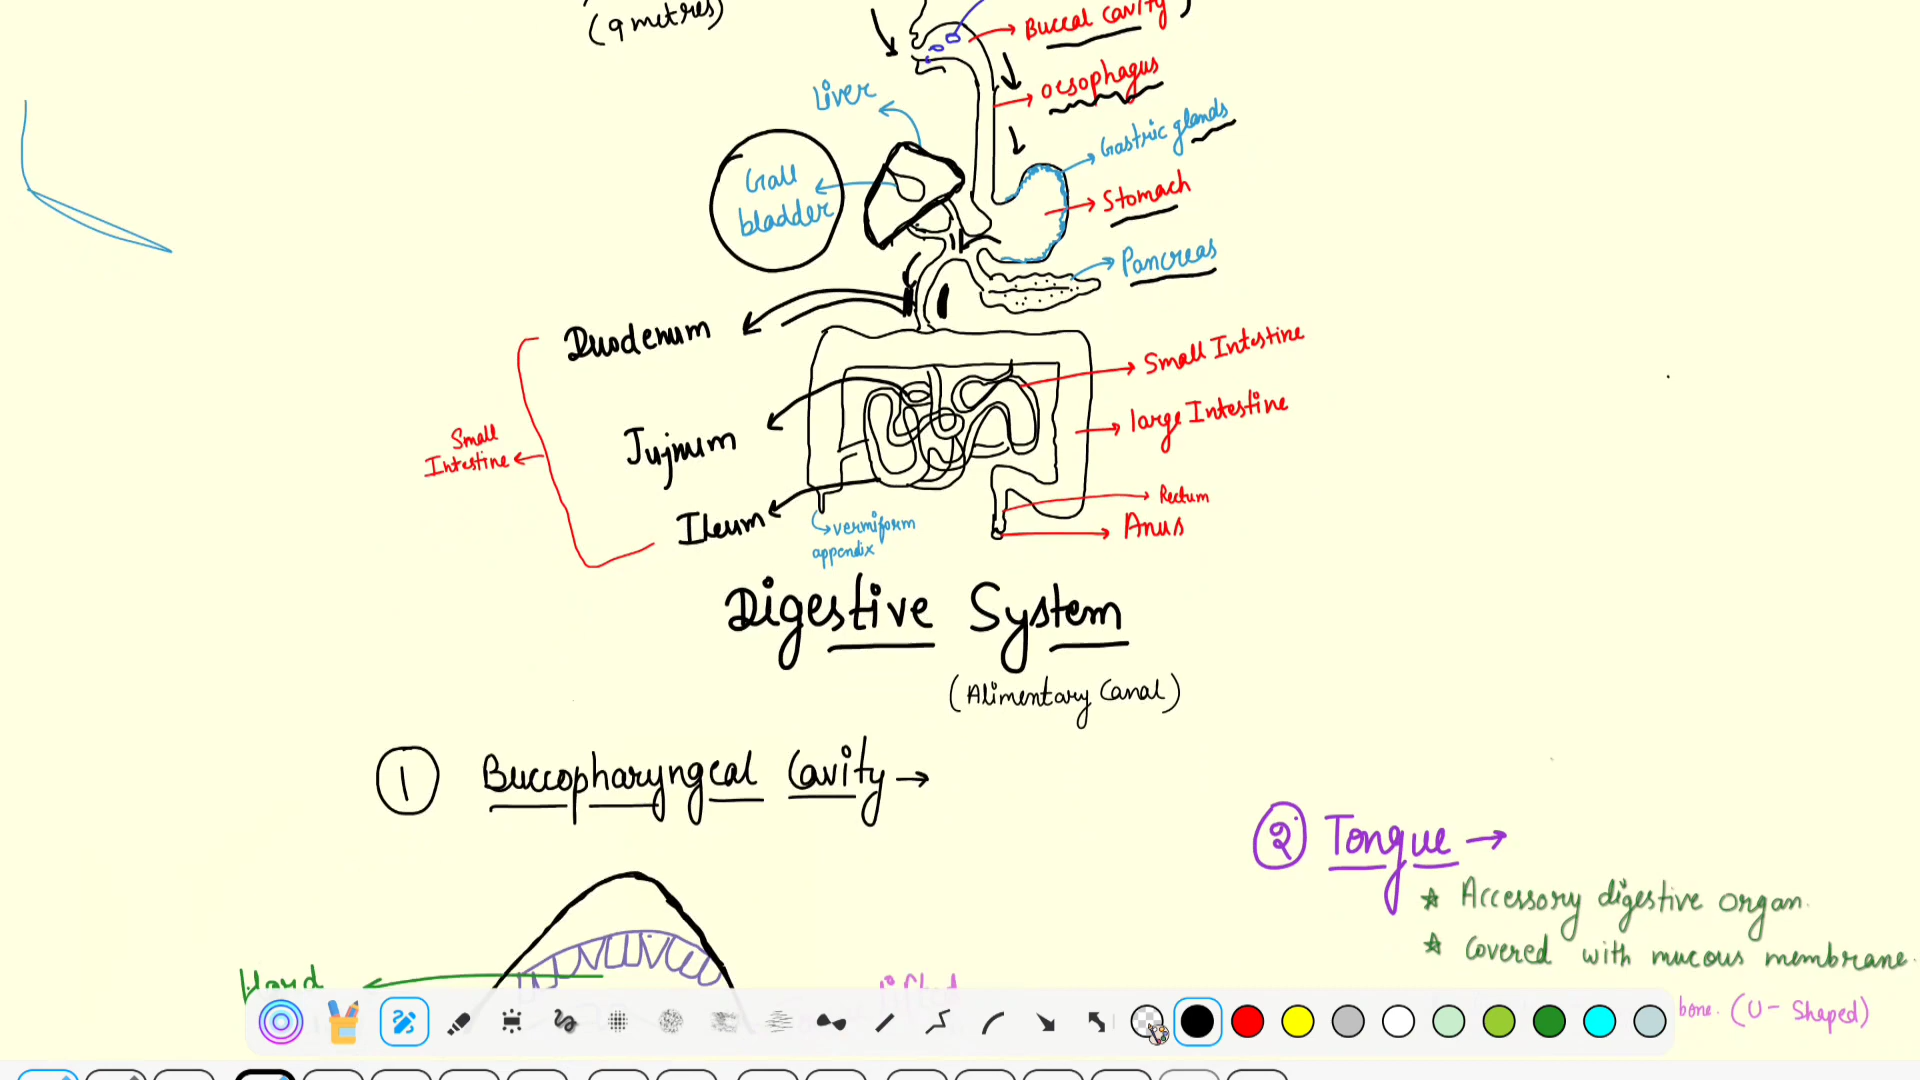 (9 metres)
Buccal Cavity
oesophagus
Liver
Gastric glands
Gall
bladder
Stomach
Pancreas
Duodenum
Small Intestine
large Intestine
Small
Intestine
Jujnum
Rectum
Ileum
vermiform
appendix
Anus
Digestive System
(Alimentary Canal)
1 Buccopharyngeal Cavity →
2 Tongue →
★ Accessory digestive organ.
★ Covered with mucous membrane.
Hard
bone. (U- Shaped)